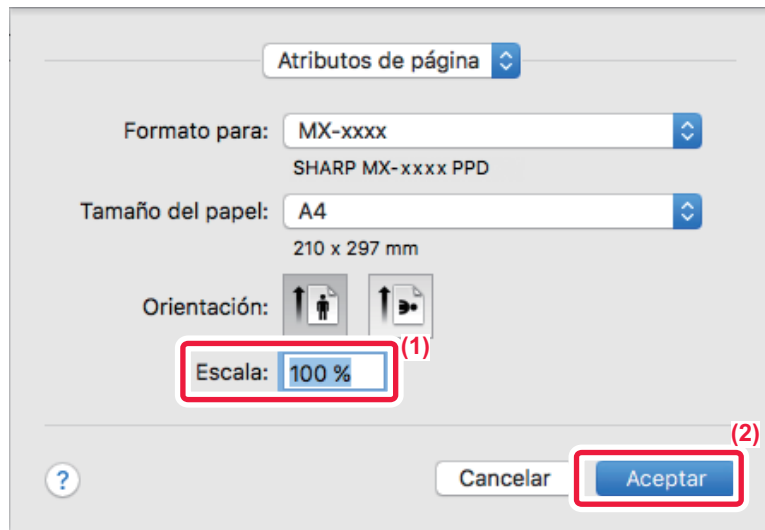 Atributos de página
Formato para: MX-xxxx
SHARP MX-xxxx PPD
Tamaño del papel: A4
210 x 297 mm
Orientación:
(1)
Escala: 100 %
(2)
? Cancelar Aceptar